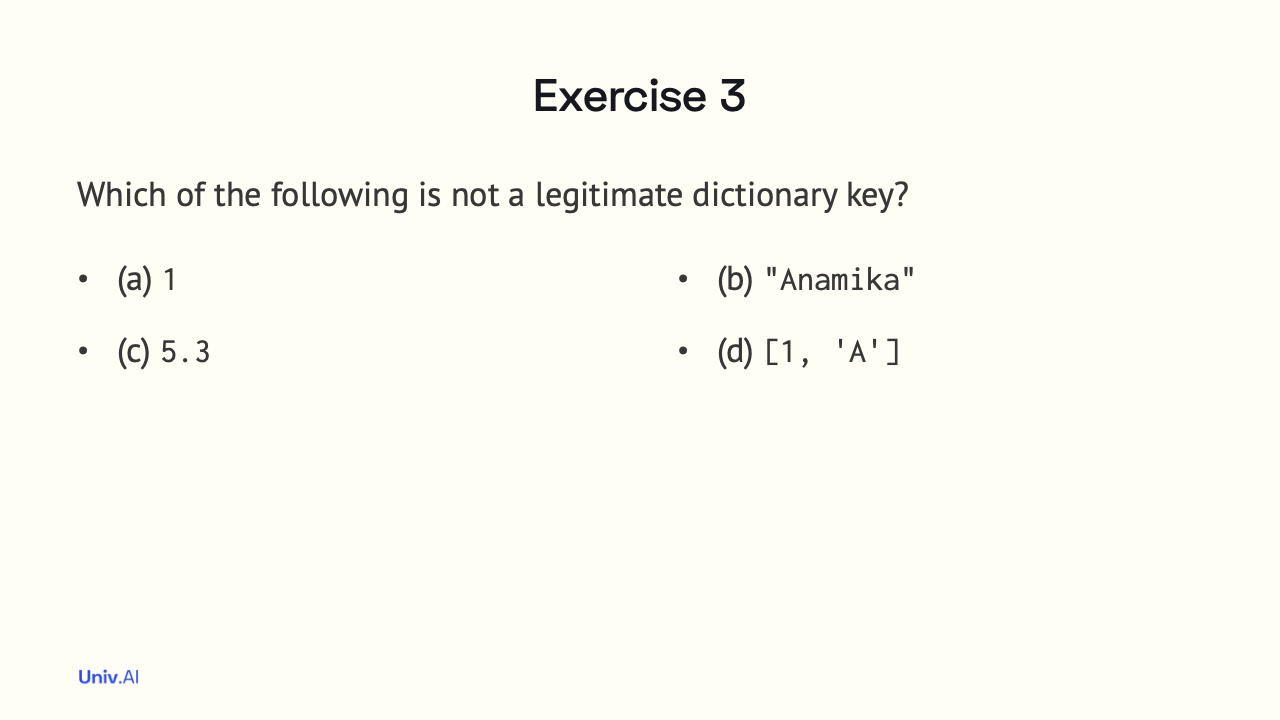 Exercise 3
Which of the following is not a legitimate dictionary key?
• (a) 1
• (b) "Anamika"
• (c) 5.3
• (d) [1, 'A']
Univ.AI